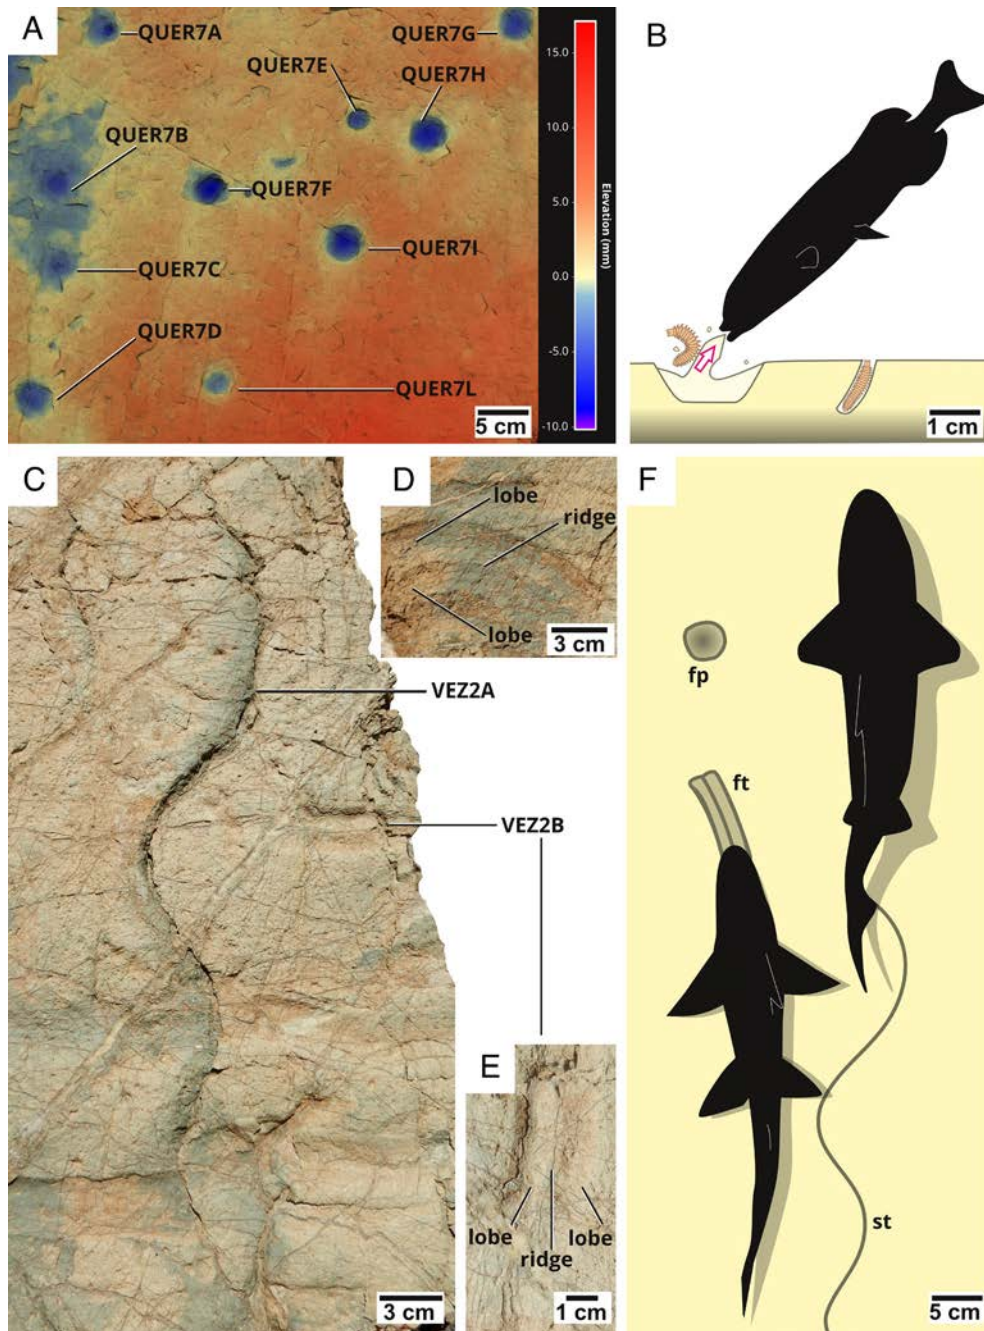 A
QUER7A
QUER7G
QUER7E
QUER7H
QUER7B
QUER7F
QUER7I
QUER7C
QUER7D
QUER7L
5 cm
15.0
10.0
5.0
0.0
-5.0
-10.0
Elevation (mm)
B
1 cm
C
VEZ2A
VEZ2B
3 cm
D
lobe
ridge
lobe
3 cm
E
lobe
ridge
lobe
1 cm
F
fp
ft
st
5 cm